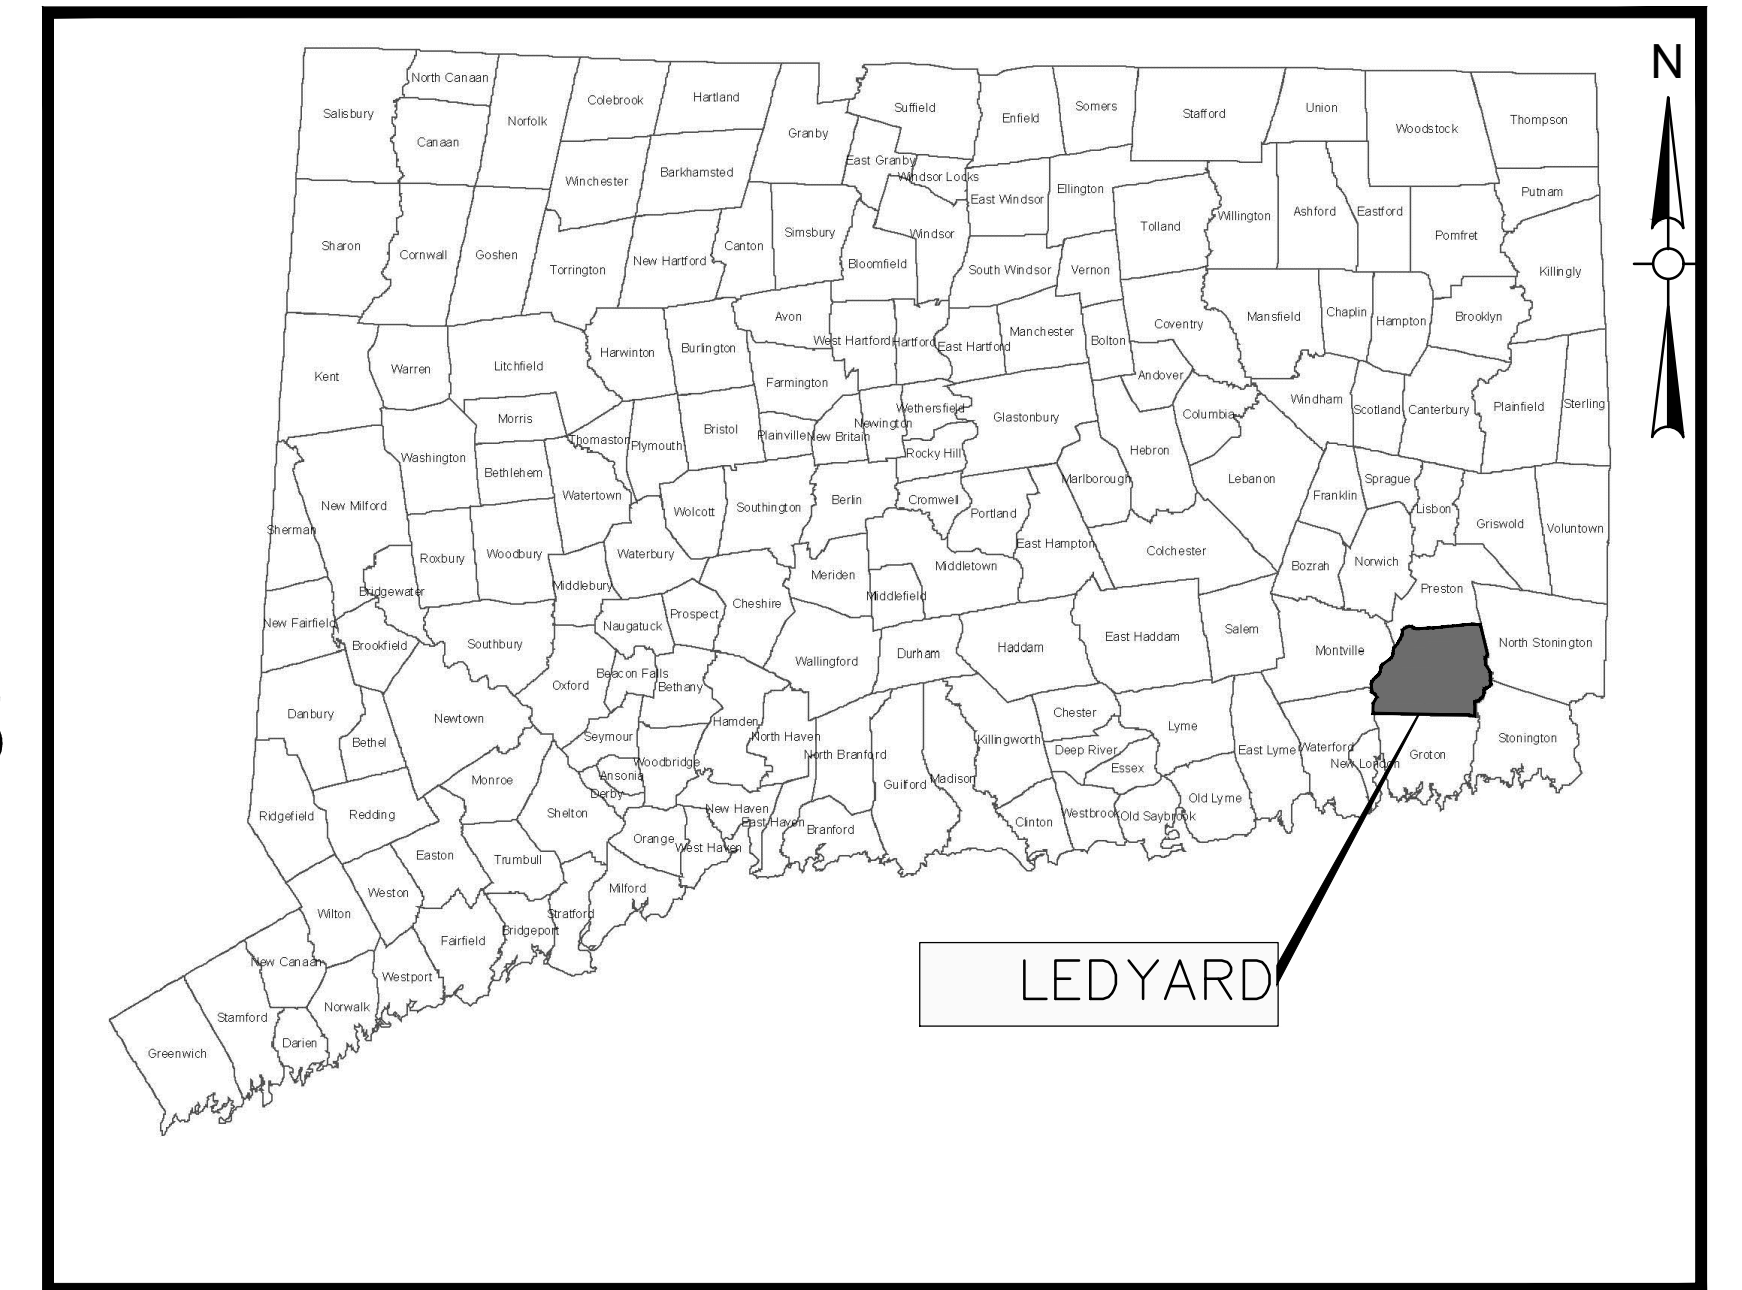 N
North Canaan
Salisbury
Canaan
Norfolk
Colebrook
Hartland
Granby
Suffield
Enfield
Somers
Stafford
Union
Woodstock
Thompson
Winchester
Barkhamsted
East Granby
Windsor Locks
East Windsor
Ellington
Putnam
Sharon
Cornwall
Goshen
Torrington
New Hartford
Canton
Simsbury
Bloomfield
Windsor
South Windsor
Vernon
Tolland
Willington
Ashford
Eastford
Pomfret
Killingly
Kent
Warren
Litchfield
Harwinton
Burlington
Avon
West Hartford
Hartford
East Hartford
Manchester
Bolton
Coventry
Mansfield
Chaplin
Hampton
Brooklyn
Morris
Farmington
Andover
Columbia
Windham
Scotland
Canterbury
Plainfield
Sterling
Washington
Bethlehem
Thomaston
Plymouth
Bristol
Plainville
New Britain
Newington
Wethersfield
Rocky Hill
Glastonbury
Marlborough
Hebron
Lebanon
Franklin
Sprague
Lisbon
Griswold
Voluntown
Sherman
New Milford
Roxbury
Woodbury
Watertown
Wolcott
Southington
Berlin
Cromwell
Portland
East Hampton
Colchester
Bozrah
Norwich
Preston
Bridgewater
Middlebury
Waterbury
Cheshire
Meriden
Middlefield
Middletown
New Fairfield
Brookfield
Southbury
Naugatuck
Prospect
Wallingford
Durham
Haddam
East Haddam
Salem
Montville
North Stonington
Danbury
Bethel
Newtown
Oxford
Beacon Falls
Bethany
Seymour
Woodbridge
Hamden
North Haven
North Branford
Guilford
Madison
Killingworth
Chester
Deep River
Essex
Lyme
East Lyme
Waterford
New London
Groton
Stonington
Ridgefield
Redding
Monroe
Shelton
Ansonia
Derby
Orange
New Haven
West Haven
East Haven
Branford
Clinton
Westbrook
Old Saybrook
Old Lyme
Wilton
Weston
Easton
Trumbull
Stratford
Milford
New Canaan
Norwalk
Westport
Fairfield
Bridgeport
LEDYARD
Greenwich
Stamford
Darien